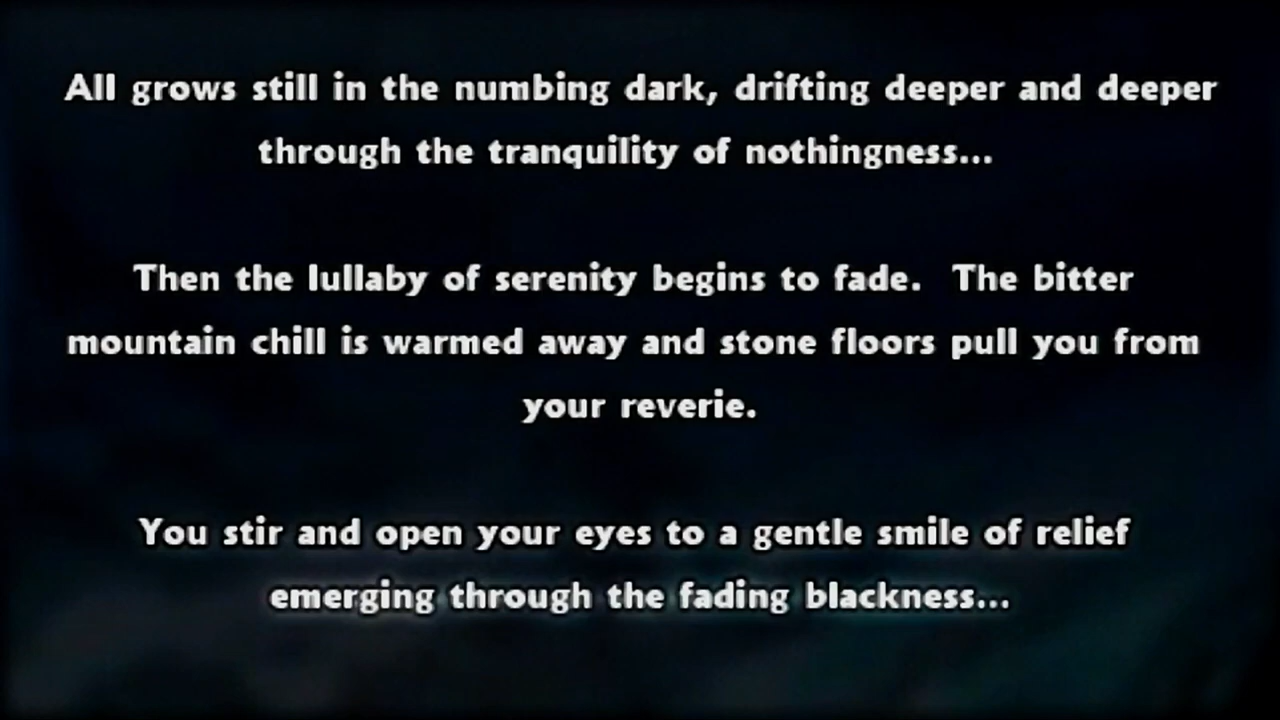 All grows still in the numbing dark, drifting deeper and deeper
through the tranquility of nothingness...
Then the lullaby of serenity begins to fade.  The bitter
mountain chill is warmed away and stone floors pull you from
your reverie.
You stir and open your eyes to a gentle smile of relief
emerging through the fading blackness...